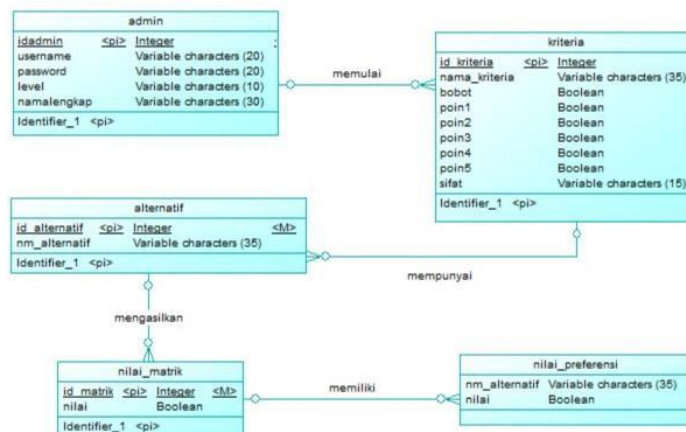 admin
idadmin <pi> Integer
username Variable characters (20)
password Variable characters (20)
level Variable characters (10)
namalengkap Variable characters (30)
Identifier_1 <pi>
memulai
kriteria
id_kriteria <pi> Integer
nama_kriteria Variable characters (35)
bobot Boolean
poin1 Boolean
poin2 Boolean
poin3 Boolean
poin4 Boolean
poin5 Boolean
sifat Variable characters (15)
Identifier_1 <pi>
alternatif
id_alternatif <pi> Integer <M>
nm_alternatif Variable characters (35)
Identifier_1 <pi>
mempunyai
mengasilkan
nilai_matrik
id_matrik <pi> Integer <M>
nilai Boolean
Identifier_1 <pi>
memiliki
nilai_preferensi
nm_alternatif Variable characters (35)
nilai Boolean